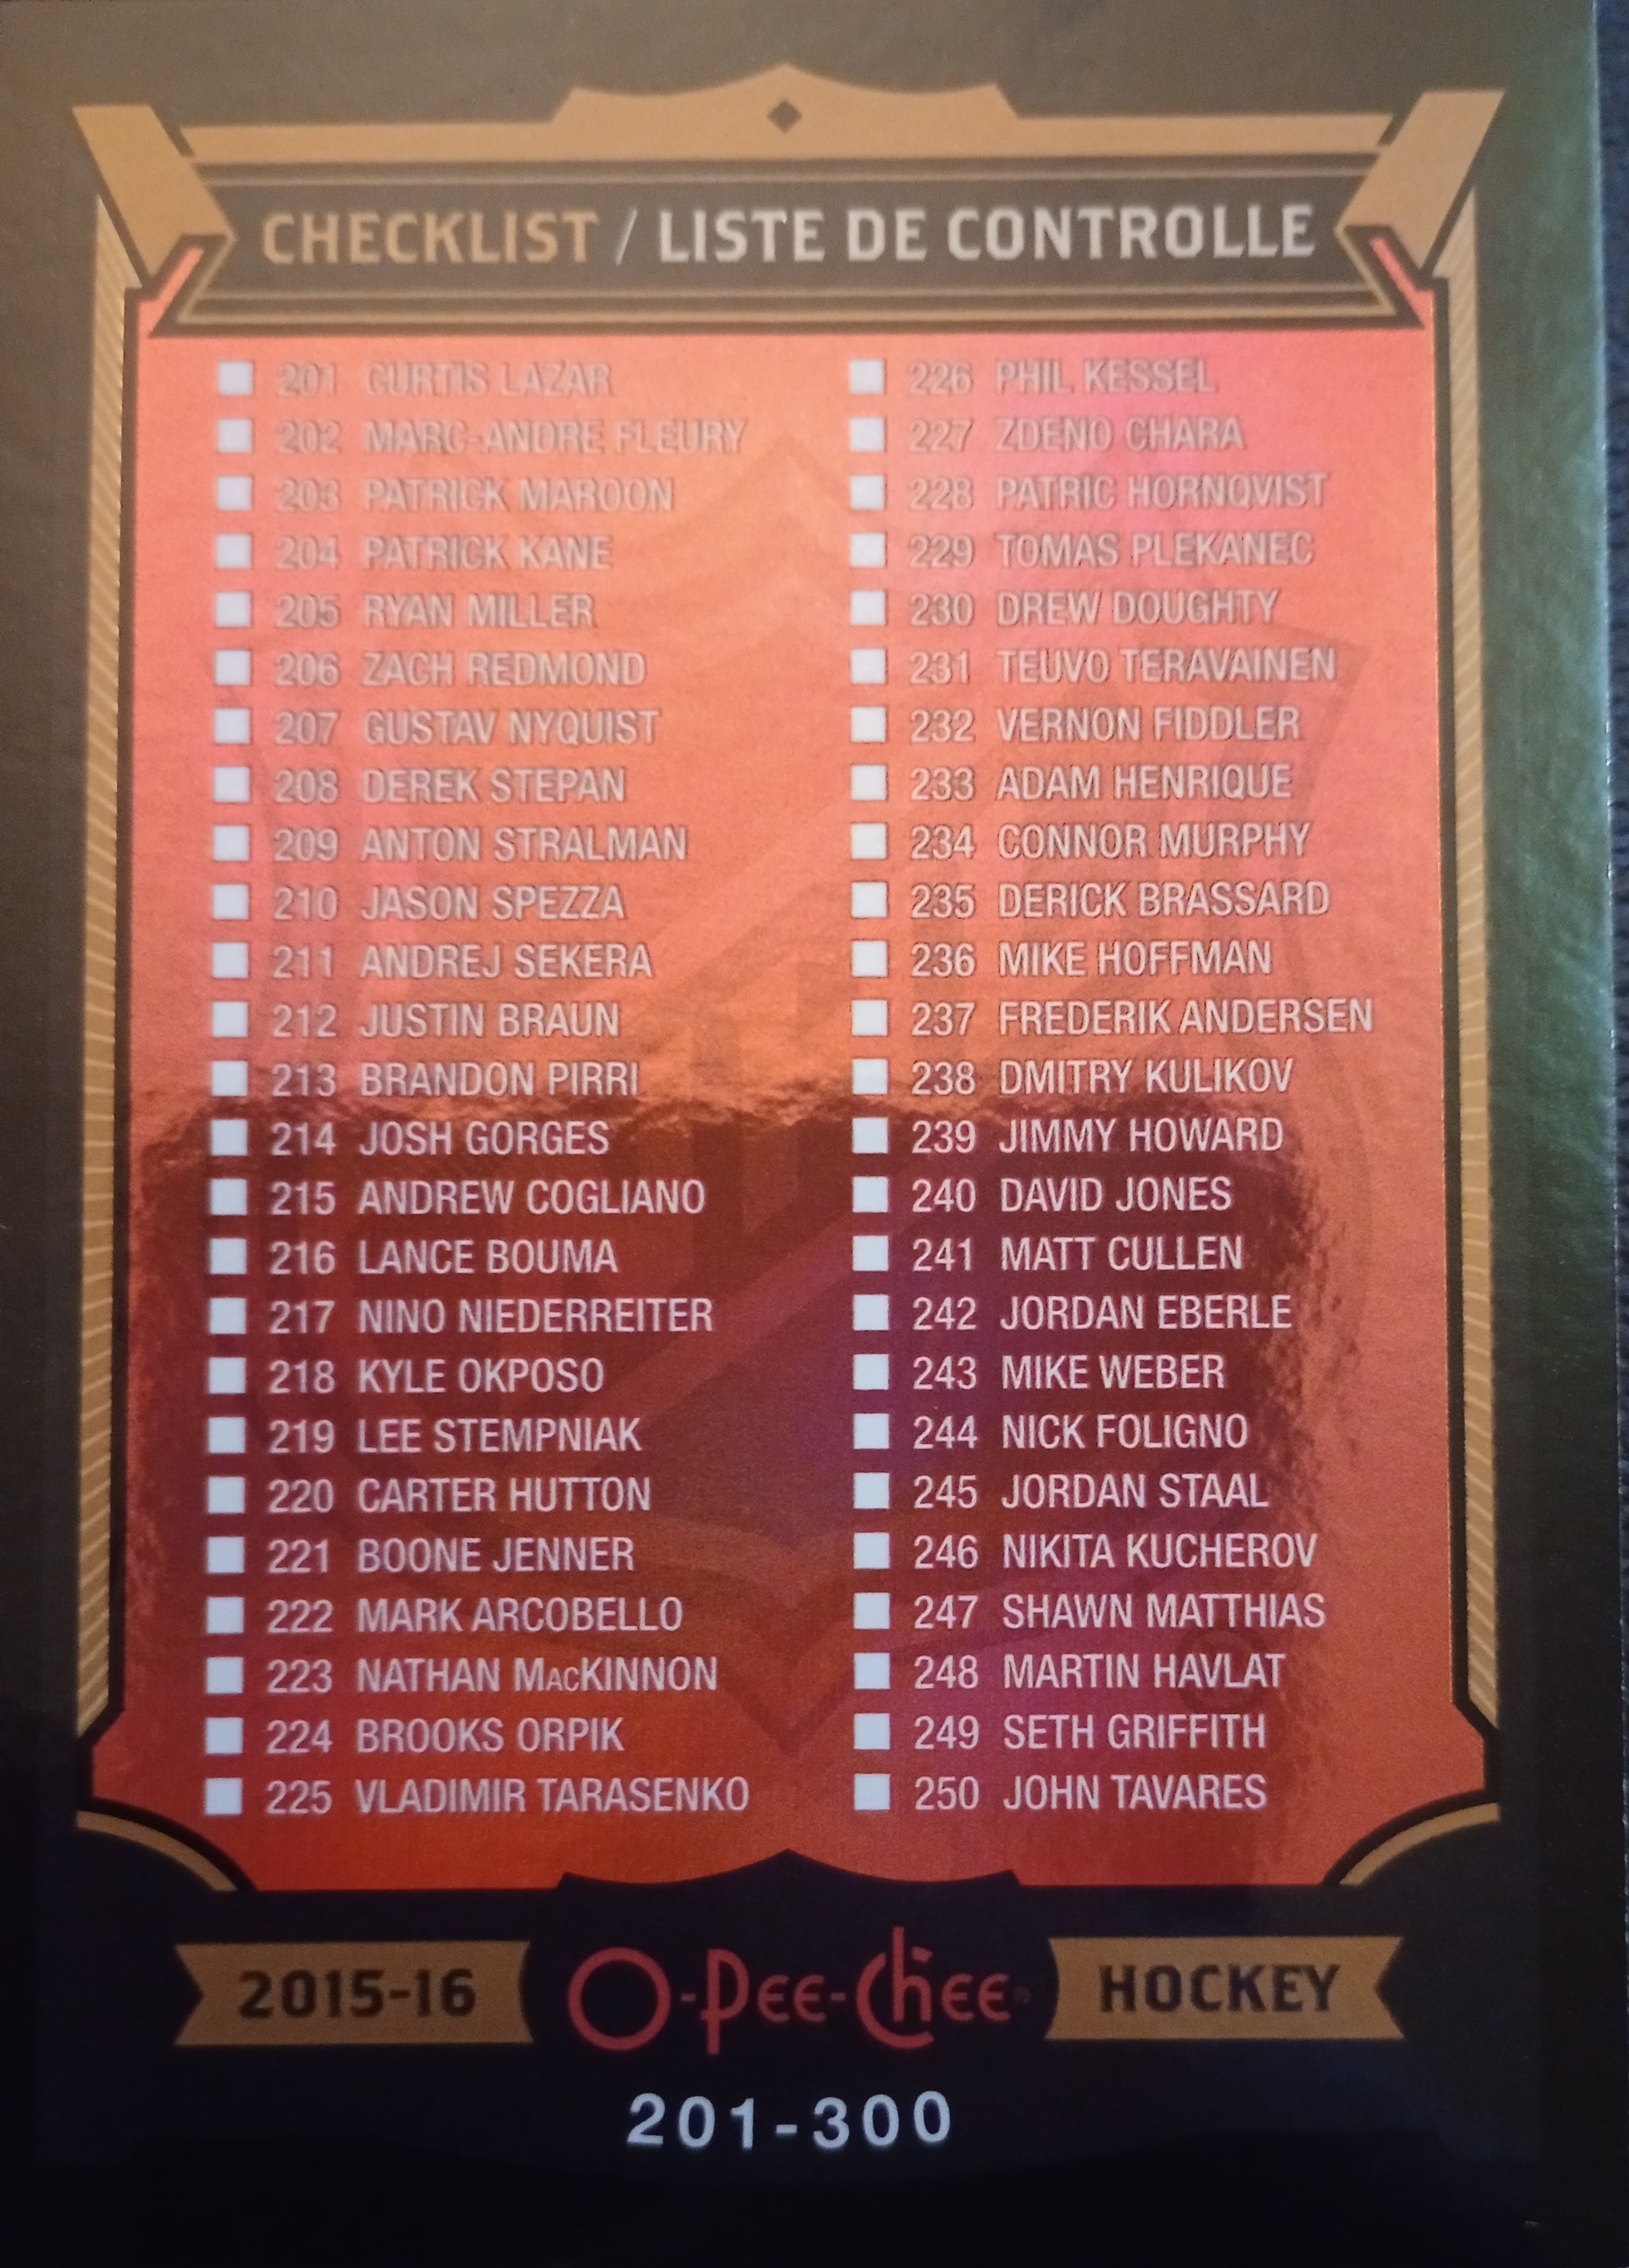 CHECKLIST / LISTE DE CONTROLLE
201 CURTIS LAZAR
202 MARC-ANDRE FLEURY
203 PATRICK MAROON
204 PATRICK KANE
205 RYAN MILLER
206 ZACH REDMOND
207 GUSTAV NYQUIST
208 DEREK STEPAN
209 ANTON STRALMAN
210 JASON SPEZZA
211 ANDREJ SEKERA
212 JUSTIN BRAUN
213 BRANDON PIRRI
214 JOSH GORGES
215 ANDREW COGLIANO
216 LANCE BOUMA
217 NINO NIEDERREITER
218 KYLE OKPOSO
219 LEE STEMPNIAK
220 CARTER HUTTON
221 BOONE JENNER
222 MARK ARCOBELLO
223 NATHAN MacKINNON
224 BROOKS ORPIK
225 VLADIMIR TARASENKO
226 PHIL KESSEL
227 ZDENO CHARA
228 PATRIC HORNQVIST
229 TOMAS PLEKANEC
230 DREW DOUGHTY
231 TEUVO TERAVAINEN
232 VERNON FIDDLER
233 ADAM HENRIQUE
234 CONNOR MURPHY
235 DERICK BRASSARD
236 MIKE HOFFMAN
237 FREDERIK ANDERSEN
238 DMITRY KULIKOV
239 JIMMY HOWARD
240 DAVID JONES
241 MATT CULLEN
242 JORDAN EBERLE
243 MIKE WEBER
244 NICK FOLIGNO
245 JORDAN STAAL
246 NIKITA KUCHEROV
247 SHAWN MATTHIAS
248 MARTIN HAVLAT
249 SETH GRIFFITH
250 JOHN TAVARES
2015-16 O-Pee-Chee® HOCKEY
201-300